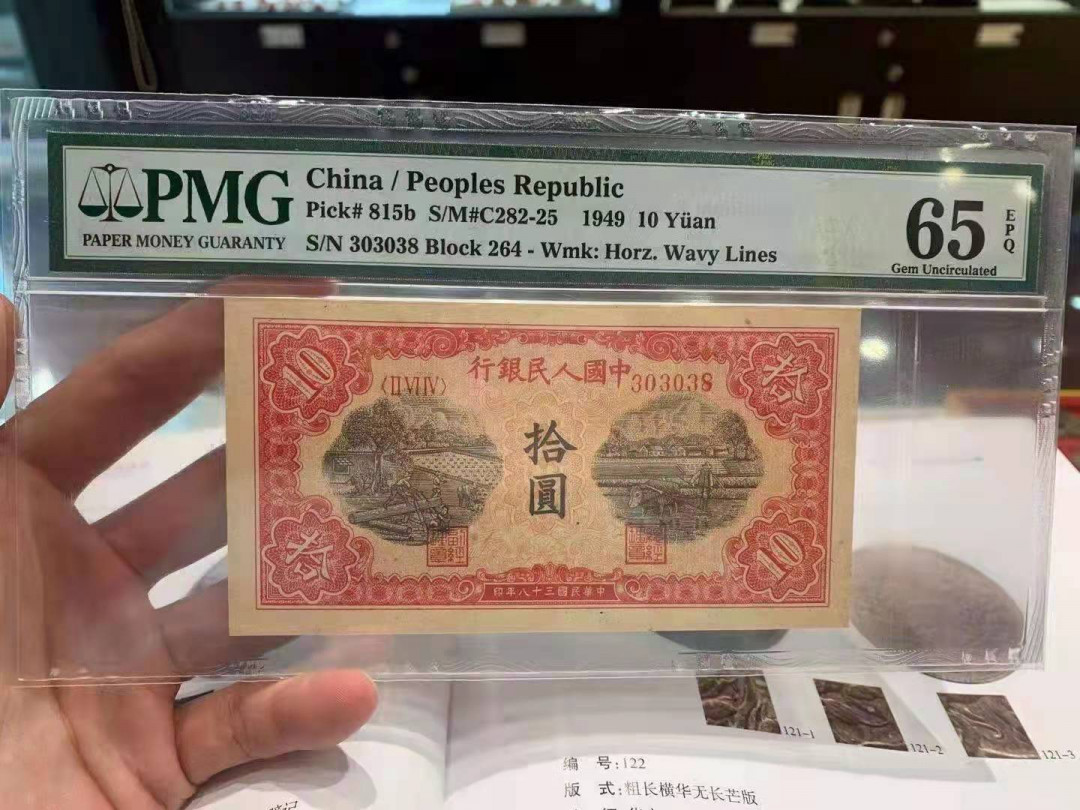 PMG
PAPER MONEY GUARANTY
China / Peoples Republic
Pick# 815b S/M#C282-25 1949 10 Yüan
S/N 303038 Block 264 - Wmk: Horz. Wavy Lines
65
EPQ
Gem Uncirculated
行銀民人國中
〈II VI IV〉
303038
10
拾
圓
10
印年八十三國民華中
121-1
121-2
121-3
编 号:122
版 式:粗长横华无长芒版